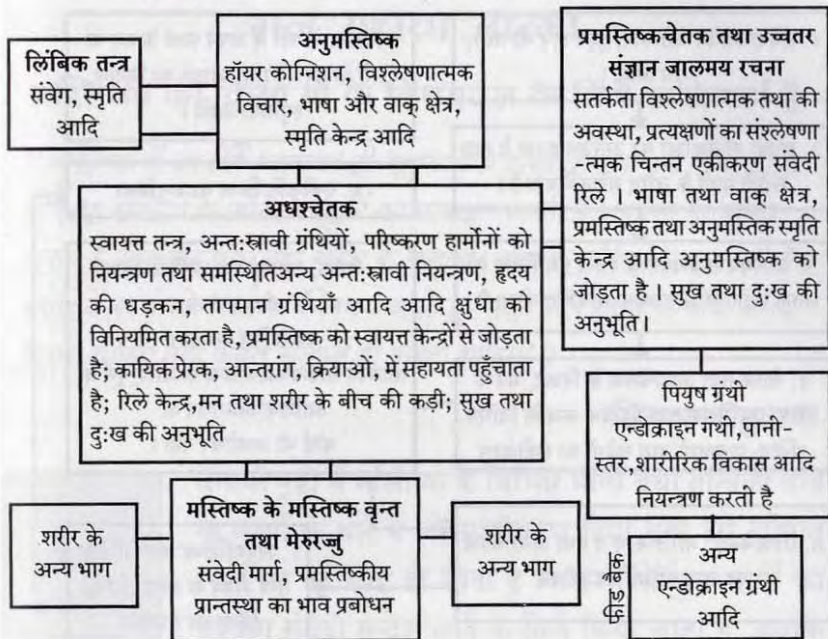 लिंबिक तन्त्र
संवेग, स्मृति
आदि
अनुमस्तिष्क
हॉयर कोग्निशन, विश्लेषणात्मक
विचार, भाषा और वाक् क्षेत्र,
स्मृति केन्द्र आदि
प्रमस्तिष्कचेतक तथा उच्चतर
संज्ञान जालमय रचना
सतर्कता विश्लेषणात्मक तथा की
अवस्था, प्रत्यक्षणों का सश्लेषणा
-त्मक चिन्तन एकीकरण संवेदी
रिले । भाषा तथा वाक् क्षेत्र,
प्रमस्तिष्क तथा अनुमस्तिक स्मृति
केन्द्र आदि अनुमस्तिष्क को
जोड़ता है । सुख तथा दुःख की
अनुभूति ।
अधश्चेतक
स्वायत्त तन्त्र, अन्त:स्रावी ग्रंथियों, परिष्करण हार्मोनों को
नियन्त्रण तथा समस्थितिअन्य अन्त:स्रावी नियन्त्रण, हृदय
की धड़कन, तापमान ग्रंथियाँ आदि आदि क्षुधा को
विनियमित करता है, प्रमस्तिष्क को स्वायत्त केन्द्रों से जोड़ता
है; कायिक प्रेरक, आन्तरांग, क्रियाओं, में सहायता पहुँचाता
है; रिले केन्द्र,मन तथा शरीर के बीच की कड़ी; सुख तथा
दु:ख की अनुभूति
पियुष ग्रंथी
एन्डोक्राइन गंथी,पानी-
स्तर,शारीरिक विकास आदि
नियन्त्रण करती है
शरीर के
अन्य भाग
मस्तिष्क के मस्तिष्क वृन्त
तथा मेरुरज्जु
संवेदी मार्ग, प्रमस्तिष्कीय
प्रान्तस्था का भाव प्रबोधन
शरीर के
अन्य भाग
फीड बैक
अन्य
एन्डोक्राइन ग्रंथी
आदि